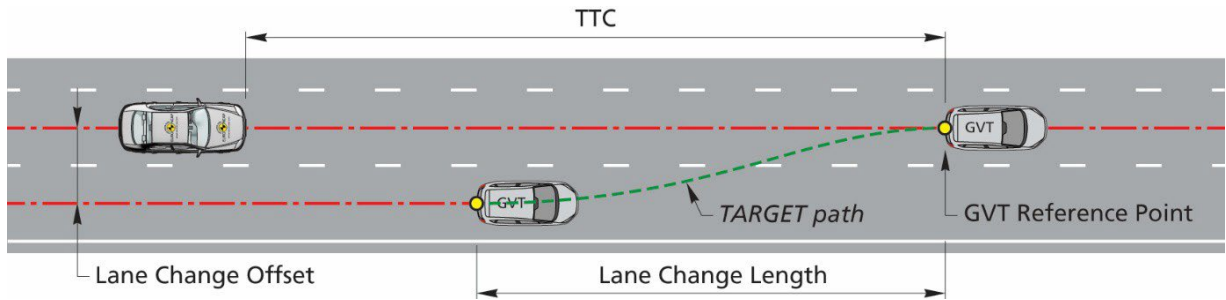 TTC
GVT
GVT
TARGET path
GVT Reference Point
Lane Change Offset
Lane Change Length